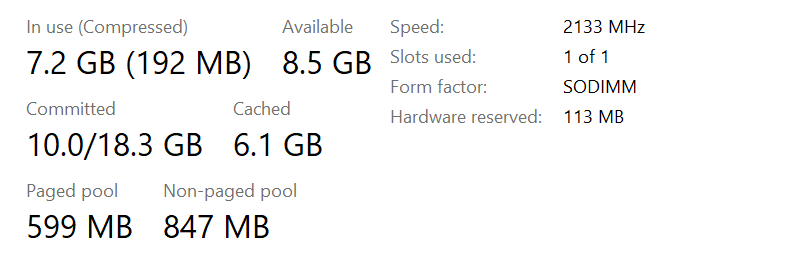 In use (Compressed) Available
7.2 GB (192 MB) 8.5 GB
Committed Cached
10.0/18.3 GB 6.1 GB
Paged pool Non-paged pool
599 MB 847 MB
Speed: 2133 MHz
Slots used: 1 of 1
Form factor: SODIMM
Hardware reserved: 113 MB